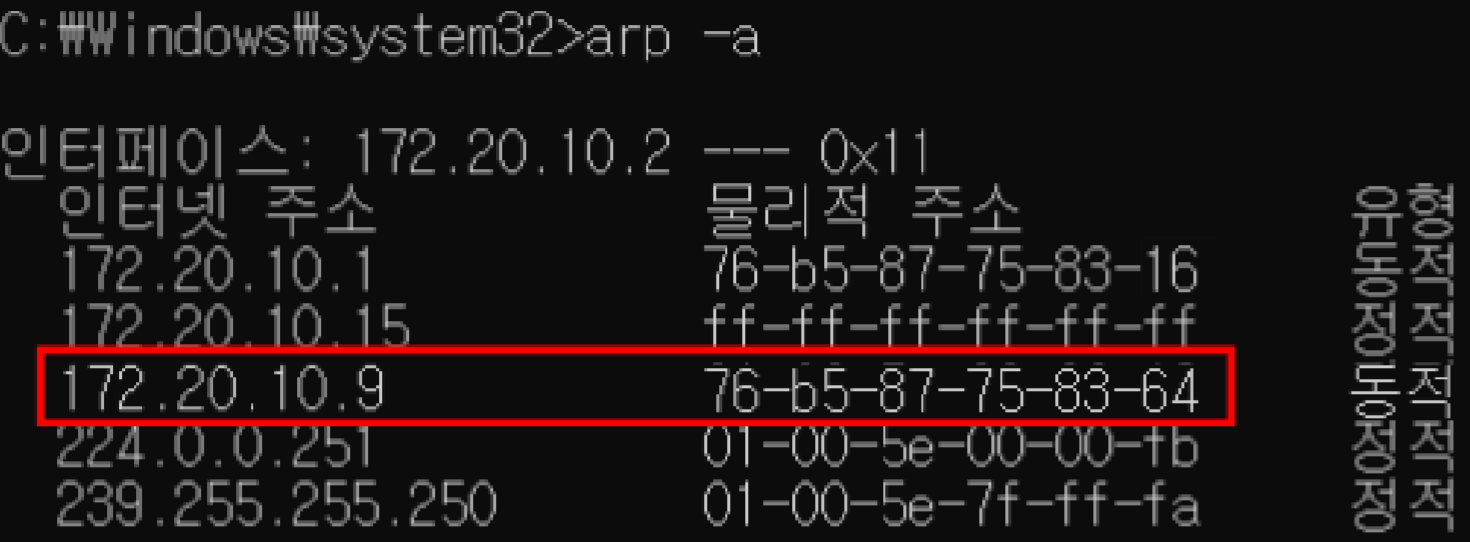 C:₩Windows₩system32>arp -a
인터페이스: 172.20.10.2 --- 0x11
인터넷 주소 물리적 주소 유형
172.20.10.1 76-b5-87-75-83-16 동적
172.20.10.15 ff-ff-ff-ff-ff-ff 정적
172.20.10.9 76-b5-87-75-83-64 동적
224.0.0.251 01-00-5e-00-00-fb 정적
239.255.255.250 01-00-5e-7f-ff-fa 정적